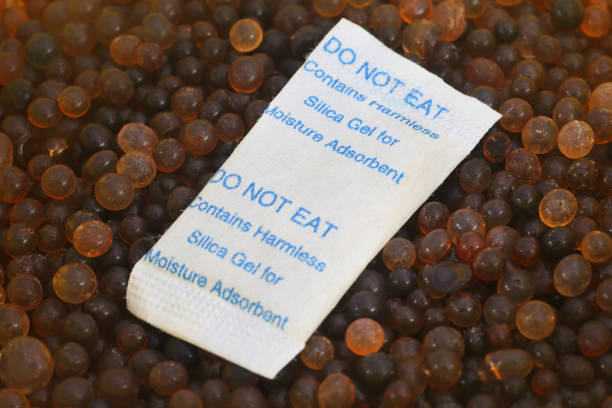 DO NOT EAT
Contains Harmless
Silica Gel for
Moisture Adsorbent
DO NOT EAT
Contains Harmless
Silica Gel for
Moisture Adsorbent